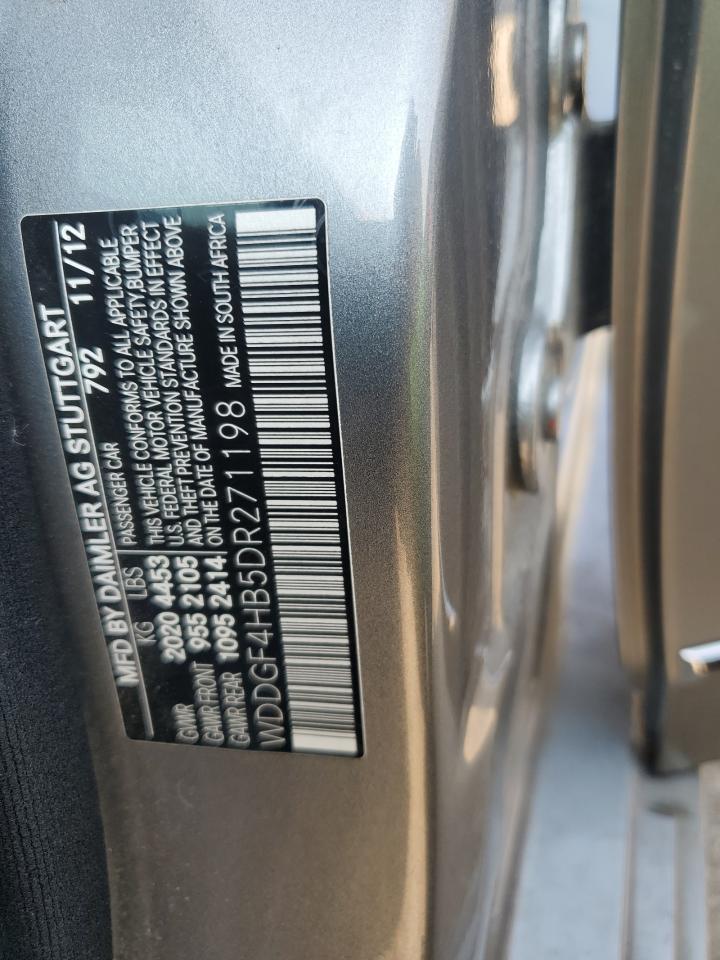 MFD BY DAIMLER AG STUTTGART
792 11/12
KG LBS PASSENGER CAR
GWR 2020 4453
GAWR FRONT 955 2105
GAWR REAR 1095 2414
THIS VEHICLE CONFORMS TO ALL APPLICABLE
FEDERAL MOTOR VEHICLE SAFETY,BUMPER
U.S. AND THEFT PREVENTION STANDARDS IN EFFECT
ON THE DATE OF MANUFACTURE SHOWN ABOVE
WDDGF4HB5DR271198 MADE IN SOUTH AFRICA